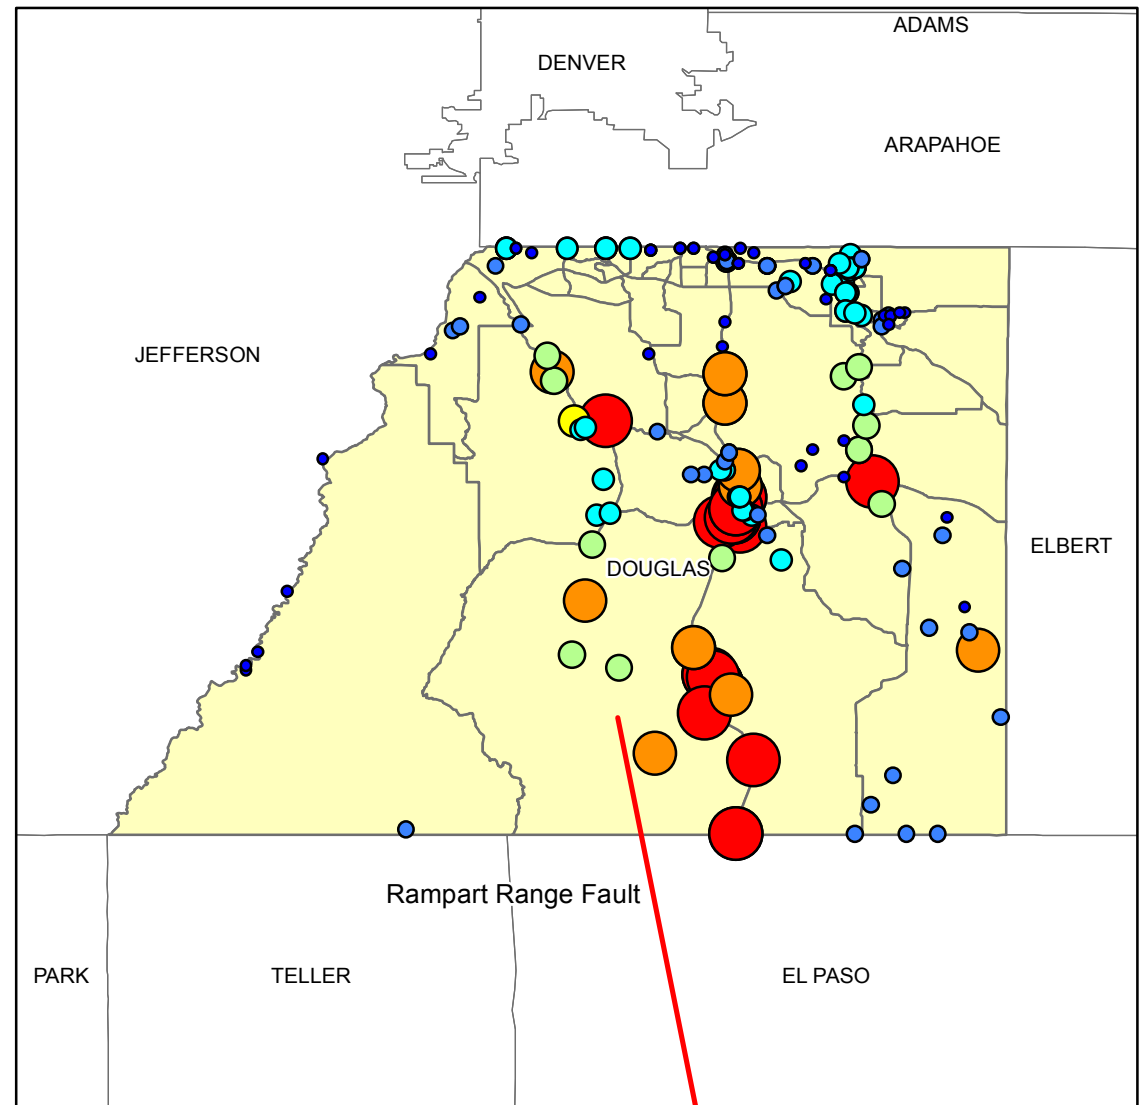 ADAMS
DENVER
ARAPAHOE
JEFFERSON
ELBERT
DOUGLAS
Rampart Range Fault
PARK
TELLER
EL PASO